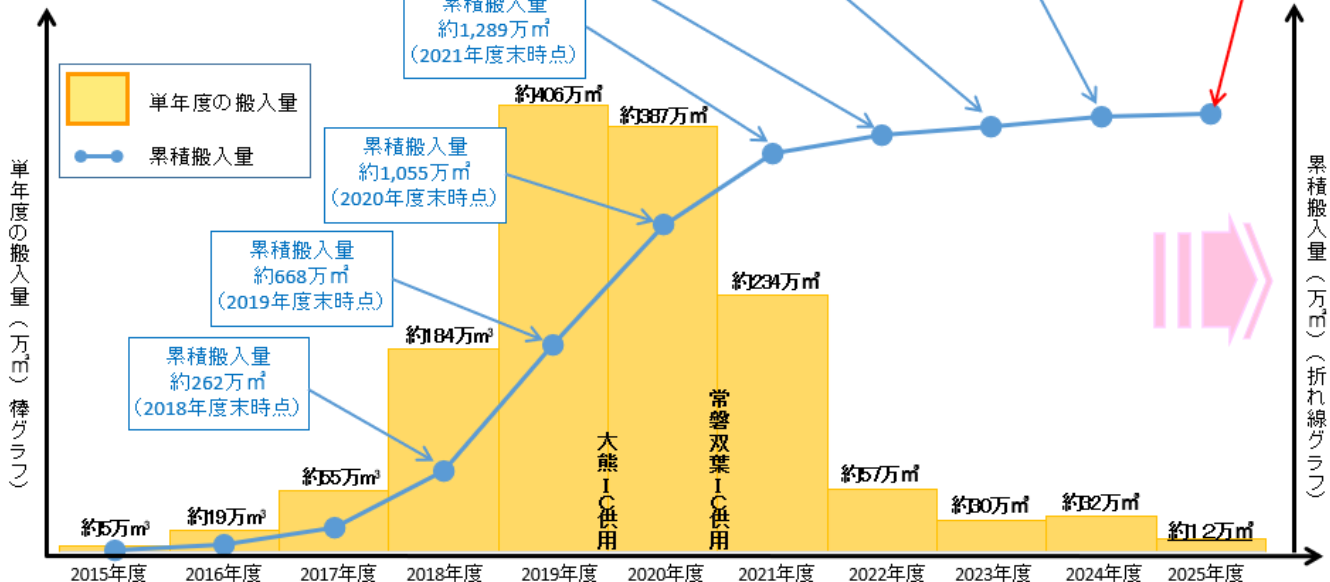 累積搬入量
約1,289万㎥
（2021年度末時点）
単年度の搬入量
累積搬入量
約406万㎥
約387万㎥
累積搬入量
約1,055万㎥
（2020年度末時点）
累積搬入量
約668万㎥
（2019年度末時点）
約234万㎥
約184万m³
累積搬入量
約262万㎥
（2018年度末時点）
大熊IC供用
常磐双葉IC供用
約5万m³
約19万m³
約55万m³
約57万㎥
約30万㎥
約32万㎥
約12万㎥
単年度の搬入量（万㎥）棒グラフ）
累積搬入量（万㎥）（折れ線グラフ）
2015年度
2016年度
2017年度
2018年度
2019年度
2020年度
2021年度
2022年度
2023年度
2024年度
2025年度